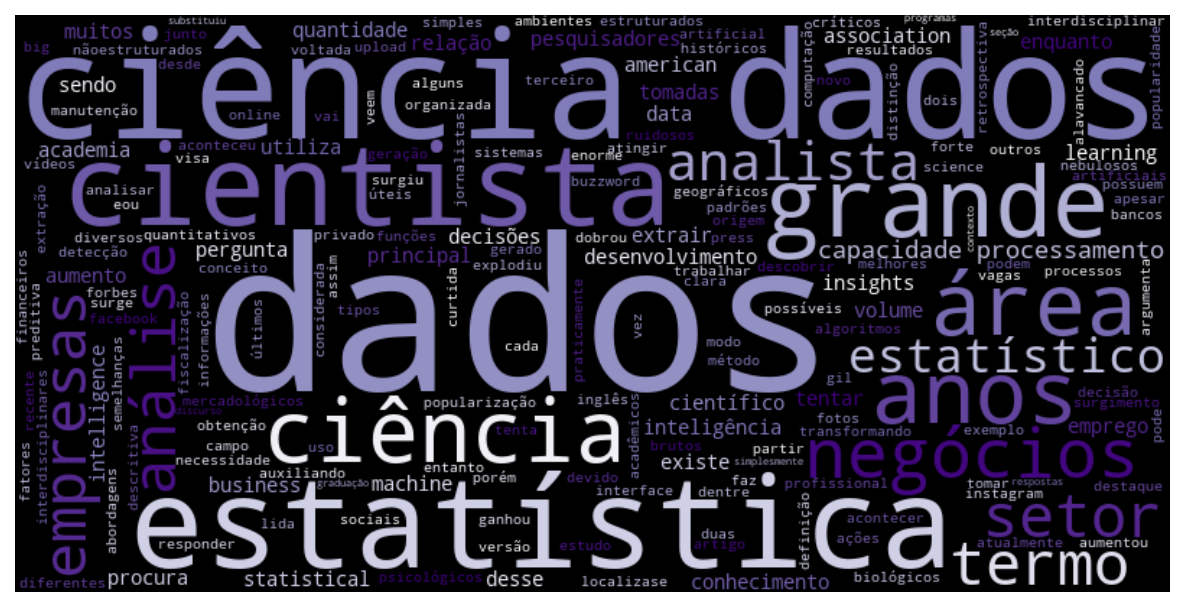 substituiu
ambientes
estruturados
críticos
programas
interdisciplinar
muitos
junto
quantidade
simples
artificial
seção
big
nãoestruturados
relação
pesquisadores
históricos
association
enquanto
desde
voltada
upload
american
resultados
ciência dados
sendo
alguns
terceiro
tomadas
computação
novo
distinção
dois
retrospectiva
alavancado
popularidade
manutenção
online
vai
veem
organizada
data
ruidosos
academia
aconteceu
utiliza
jornalistas
atingir
forte
outros
vídeos
visa
geração
sistemas
enorme
analista
learning
cientista
science
nebulosos
extração
analisar
eou
surgiu
úteis
buzzword
geográficos
padrões
origem
grande
artificiais
possuem
apesar
bancos
diversos
quantitativos
privado
funções
decisões
gerado
dobrou
extrair
press
contexto
detecção
pergunta
principal
explodiu
desenvolvimento
capacidade
processamento
financeiros
aumento
conceito
assim
trabalhar
descobrir
melhores
podem
vagas
processos
preditiva
forbes
surge
análise
fiscalização
informações
últimos
considerada
tipos
curtida
clara
insights
possíveis
volume
argumenta
facebook
dados
cada
vez
modo
algoritmos
área
empresas
intelligence
semelhanças
praticamente
método
estatístico
recente
mercadológicos
discurso
popularização
inglês
gil
anos
decisão
obtenção
ciência
tenta
acadêmicos
científico
tentar
surgimento
fatores
interdisciplinares
descritiva
campo
uso
inteligência
fotos
transformando
exemplo
emprego
pode
necessidade
brutos
partir
negócios
abordagens
auxiliando
entanto
existe
simplesmente
business
graduação
machine
porém
devido
interface
dentre
faz
profissional
tomar
respostas
destaque
instagram
estatística
lida
sociais
ganhou
duas
definição
acontecer
setor
responder
versão
estudo
artigo
ações
atualmente
aumentou
diferentes
procura
statistical
psicológicos
desse
localizase
conhecimento
biológicos
termo